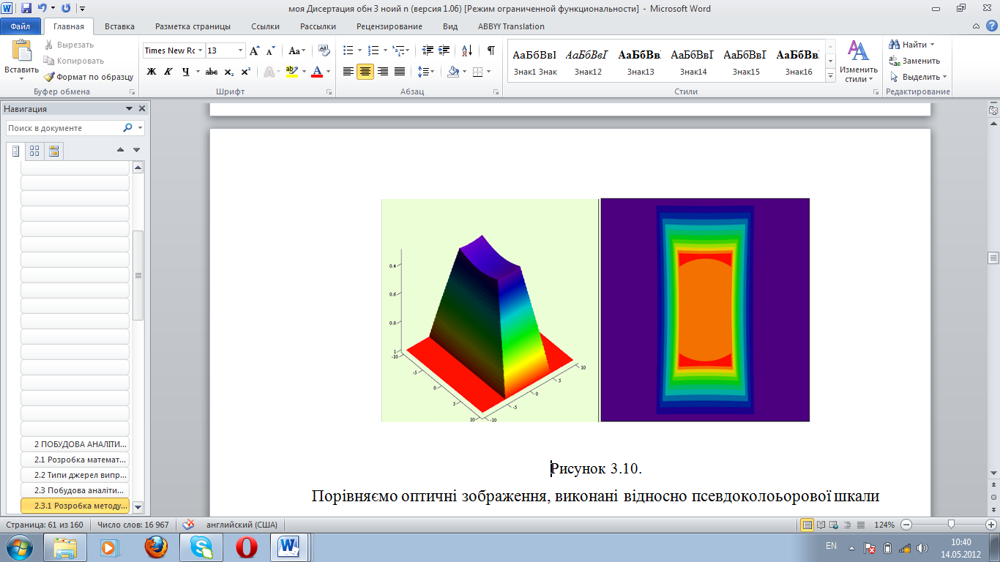 моя Дисертация обн 3 ноий n (версия 1.06) [Режим ограниченной функциональности] - Microsoft Word
Файл Главная Вставка Разметка страницы Ссылки Рассылки Рецензирование Вид ABBYY Translation
Вставить
Вырезать
Копировать
Формат по образцу
Буфер обмена
Times New Ro 13
Ж К Ч abc x₂ x²
Шрифт
Абзац
АаБбВвІ АаБбВвІ АаБбВв АаБбВвІ АаБбВвІ АаБбВв
Знак1 Знак Знак12 Знак13 Знак14 Знак15 Знак16
Стили
Изменить стили
Найти
Заменить
Выделить
Редактирование
Навигация
Поиск в документе
2 ПОБУДОВА АНАЛІТИ...
2.1 Розробка математ...
2.2 Типи джерел випр...
2.3 Побудова аналіти...
2.3.1 Розробка методу...
0.4
0.6
0.8
1
-10
-5
0
5
10
-10
-5
0
5
10
Рисунок 3.10.
Порівняємо оптичні зображення, виконані відносно псевдоколоьорової шкали
Страница: 61 из 160 Число слов: 16 967 английский (США) 124%
EN 10:40
14.05.2012